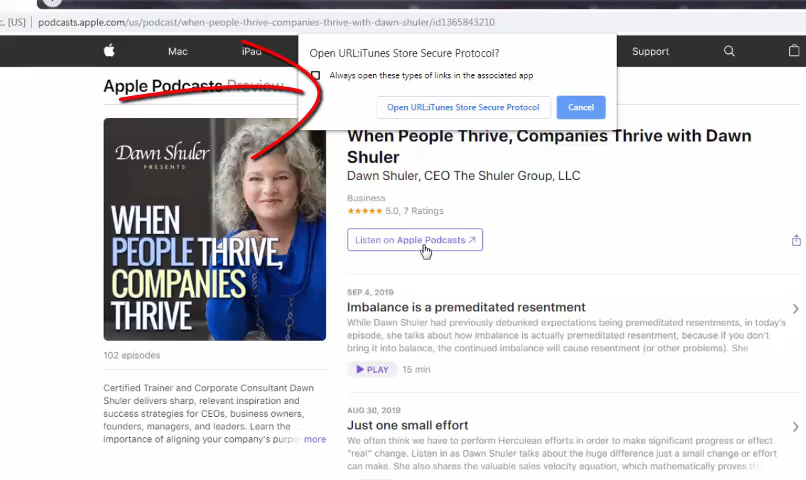 [US] podcasts.apple.com/us/podcast/when-people-thrive-companies-thrive-with-dawn-shuler/id1365843210
Mac iPad Support
Open URL:iTunes Store Secure Protocol?
Always open these types of links in the associated app
Open URL:iTunes Store Secure Protocol Cancel
Apple Podcasts Preview
Dawn Shuler
PRESENTS
WHEN
PEOPLE THRIVE,
COMPANIES
THRIVE
102 episodes
Certified Trainer and Corporate Consultant Dawn
Shuler delivers sharp, relevant inspiration and
success strategies for CEOs, business owners,
founders, managers, and leaders. Learn the
importance of aligning your company's purpo more
When People Thrive, Companies Thrive with Dawn
Shuler
Dawn Shuler, CEO The Shuler Group, LLC
Business
★★★★★ 5.0, 7 Ratings
Listen on Apple Podcasts ↗
SEP 4, 2019
Imbalance is a premeditated resentment
While Dawn Shuler had previously debunked expectations being premeditated resentments, in today's
episode, she talks about how imbalance is actually premeditated resentment, because if you don't
bring it into balance, the continued imbalance will cause resentment (or other problems). She
PLAY 15 min
AUG 30, 2019
Just one small effort
We often think we have to perform Herculean efforts in order to make significant progress or effect
"real" change. Listen in as Dawn Shuler talks about the huge difference just a small change or effort
can make. She also shares the valuable sales velocity equation, which mathematically proves